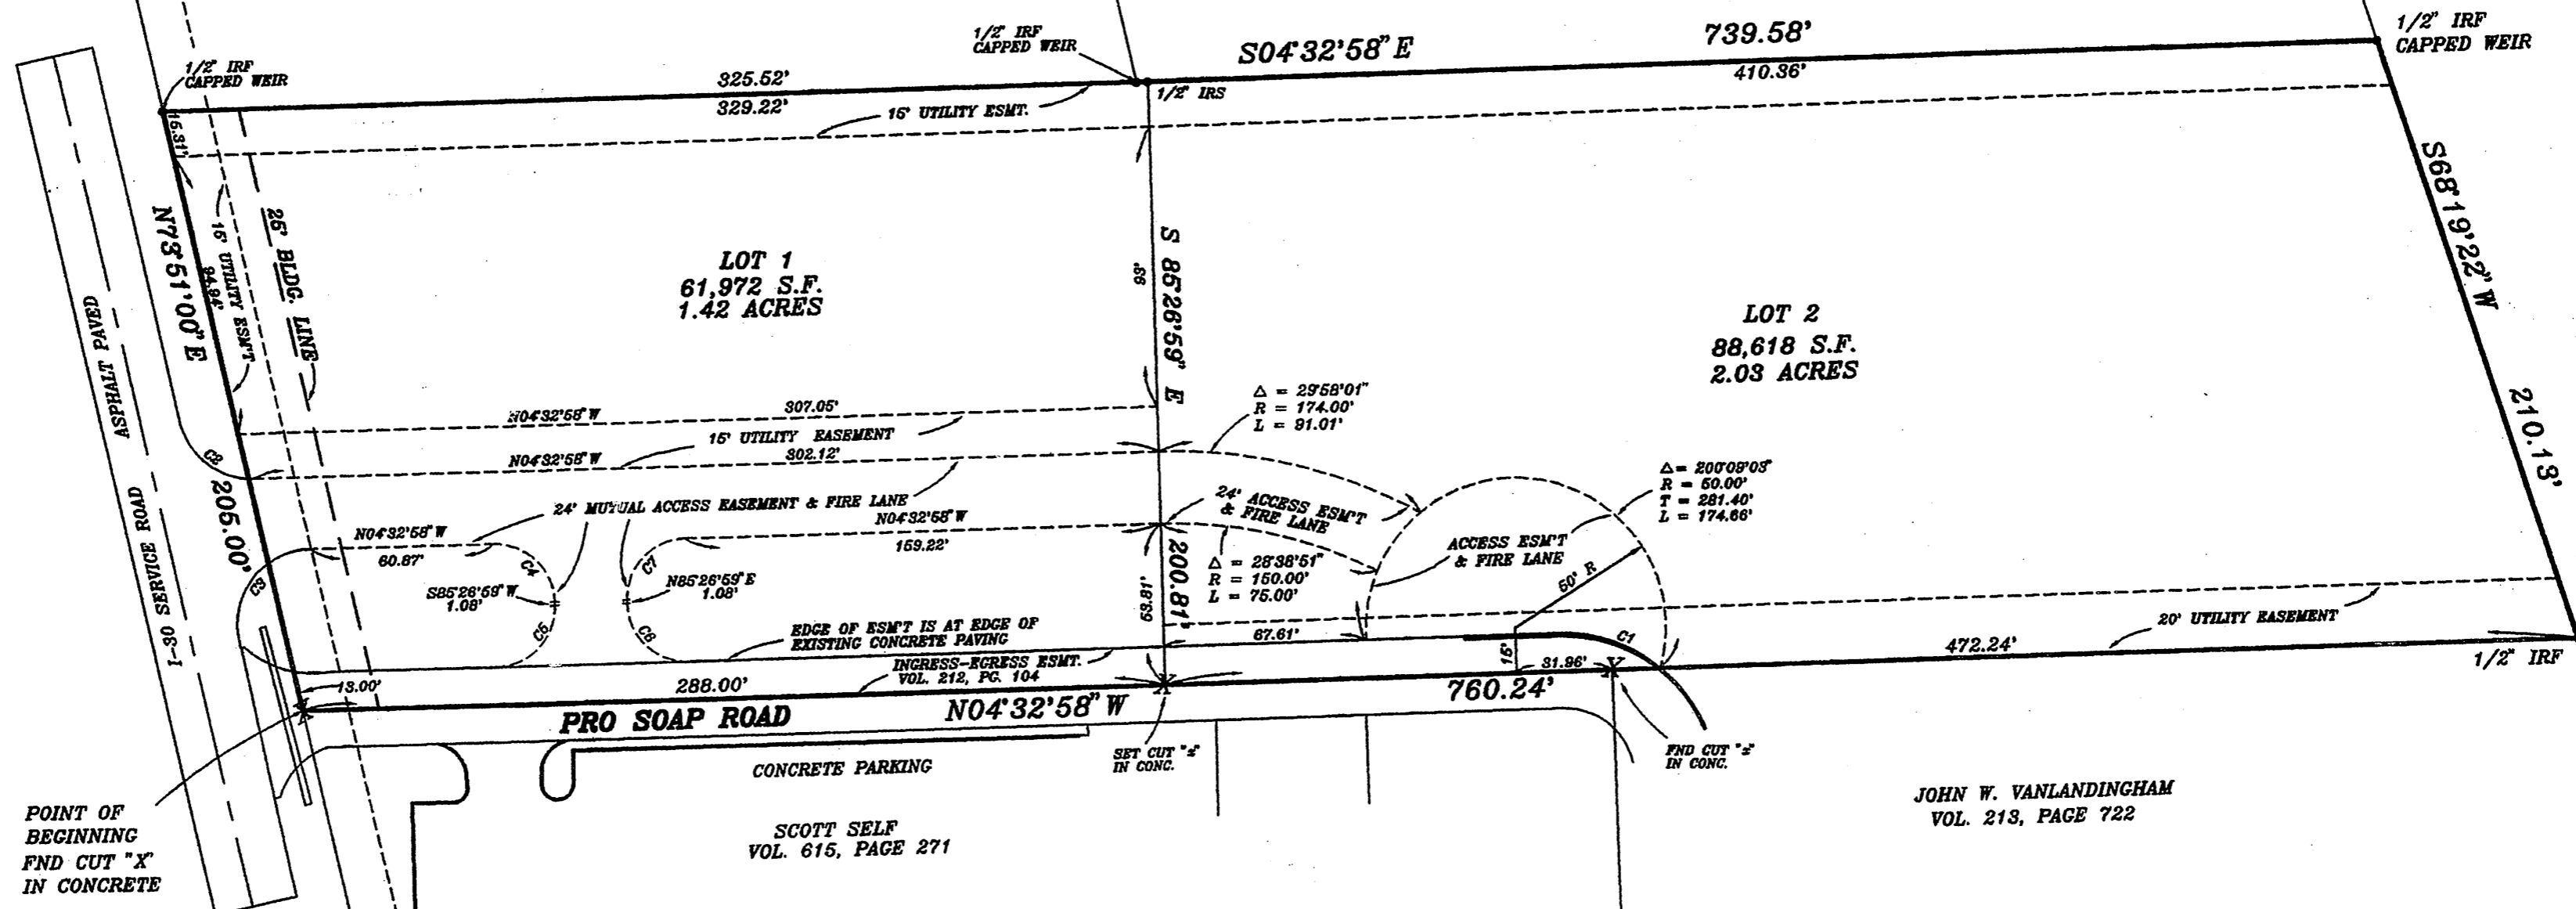 1/2" IRF
CAPPED WEIR
325.52'
329.22'
15' UTILITY ESMT.
1/2" IRF
CAPPED WEIR
1/2" IRS
S04°32'58" E
739.58'
410.36'
1/2" IRF
CAPPED WEIR
15.31'
N73°51'00" E
205.00'
94.94'
15' UTILITY ESM'T
25' BLDG. LINE
ASPHALT PAVED
I-30 SERVICE ROAD
LOT 1
61,972 S.F.
1.42 ACRES
S 85°26'59" E
200.81'
93'
53.81'
LOT 2
88,618 S.F.
2.03 ACRES
S68°19'22" W
210.13'
N04°32'58" W
307.05'
15' UTILITY EASEMENT
N04°32'58" W
302.12'
24' MUTUAL ACCESS EASEMENT & FIRE LANE
N04°32'58" W
60.87'
N04°32'58" W
159.22'
C2
C3
C4
C5
S85°26'59" W
1.08'
C7
C6
N85°26'59" E
1.08'
Δ = 29°58'01"
R = 174.00'
L = 91.01'
24' ACCESS ESM'T
& FIRE LANE
Δ = 28°38'51"
R = 150.00'
L = 75.00'
Δ = 200°09'03"
R = 50.00'
T = 281.40'
L = 174.66'
ACCESS ESM'T
& FIRE LANE
50' R
EDGE OF ESM'T IS AT EDGE OF
EXISTING CONCRETE PAVING
INGRESS-EGRESS ESMT.
VOL. 212, PG. 104
67.61'
15'
31.96'
C1
X
472.24'
20' UTILITY EASEMENT
1/2" IRF
13.00'
288.00'
X
X
PRO SOAP ROAD
N04°32'58" W
760.24'
SET CUT "x"
IN CONC.
FND CUT "x"
IN CONC.
CONCRETE PARKING
SCOTT SELF
VOL. 615, PAGE 271
JOHN W. VANLANDINGHAM
VOL. 213, PAGE 722
POINT OF
BEGINNING
FND CUT "X"
IN CONCRETE